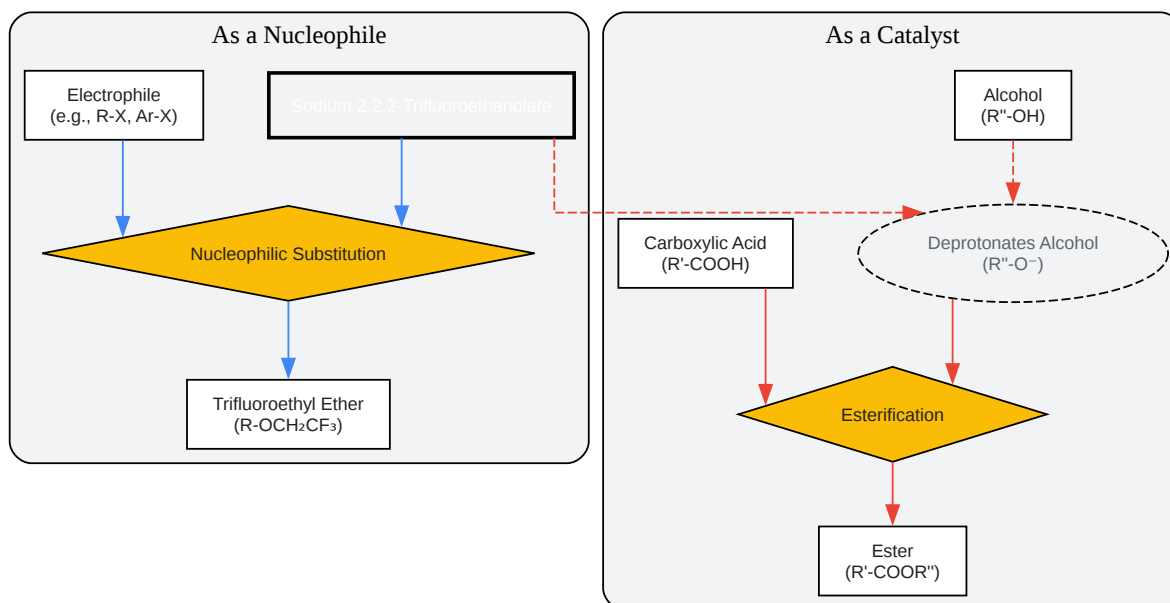 As a Nucleophile
Electrophile
(e.g., R-X, Ar-X)
Sodium 2,2,2-Trifluoroethanolate
Nucleophilic Substitution
Trifluoroethyl Ether
(R-OCH₂CF₃)
As a Catalyst
Alcohol
(R''-OH)
Carboxylic Acid
(R'-COOH)
Deprotonates Alcohol
(R''-O⁻)
Esterification
Ester
(R'-COOR'')